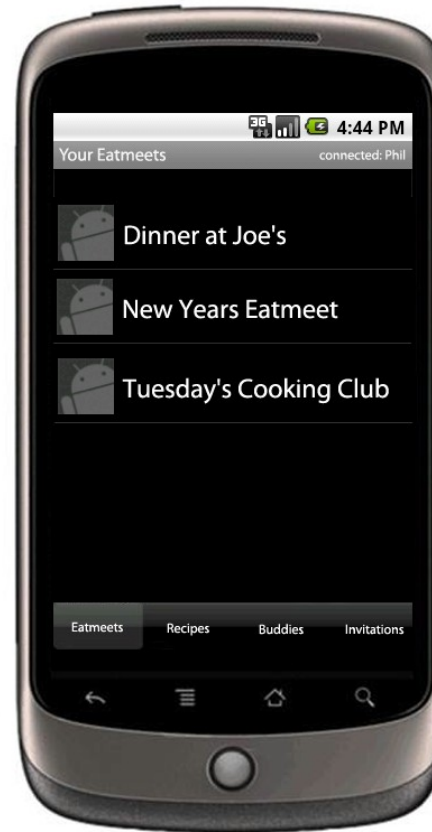 3G 4:44 PM
Your Eatmeets connected: Phil
Dinner at Joe's
New Years Eatmeet
Tuesday's Cooking Club
Eatmeets Recipes Buddies Invitations